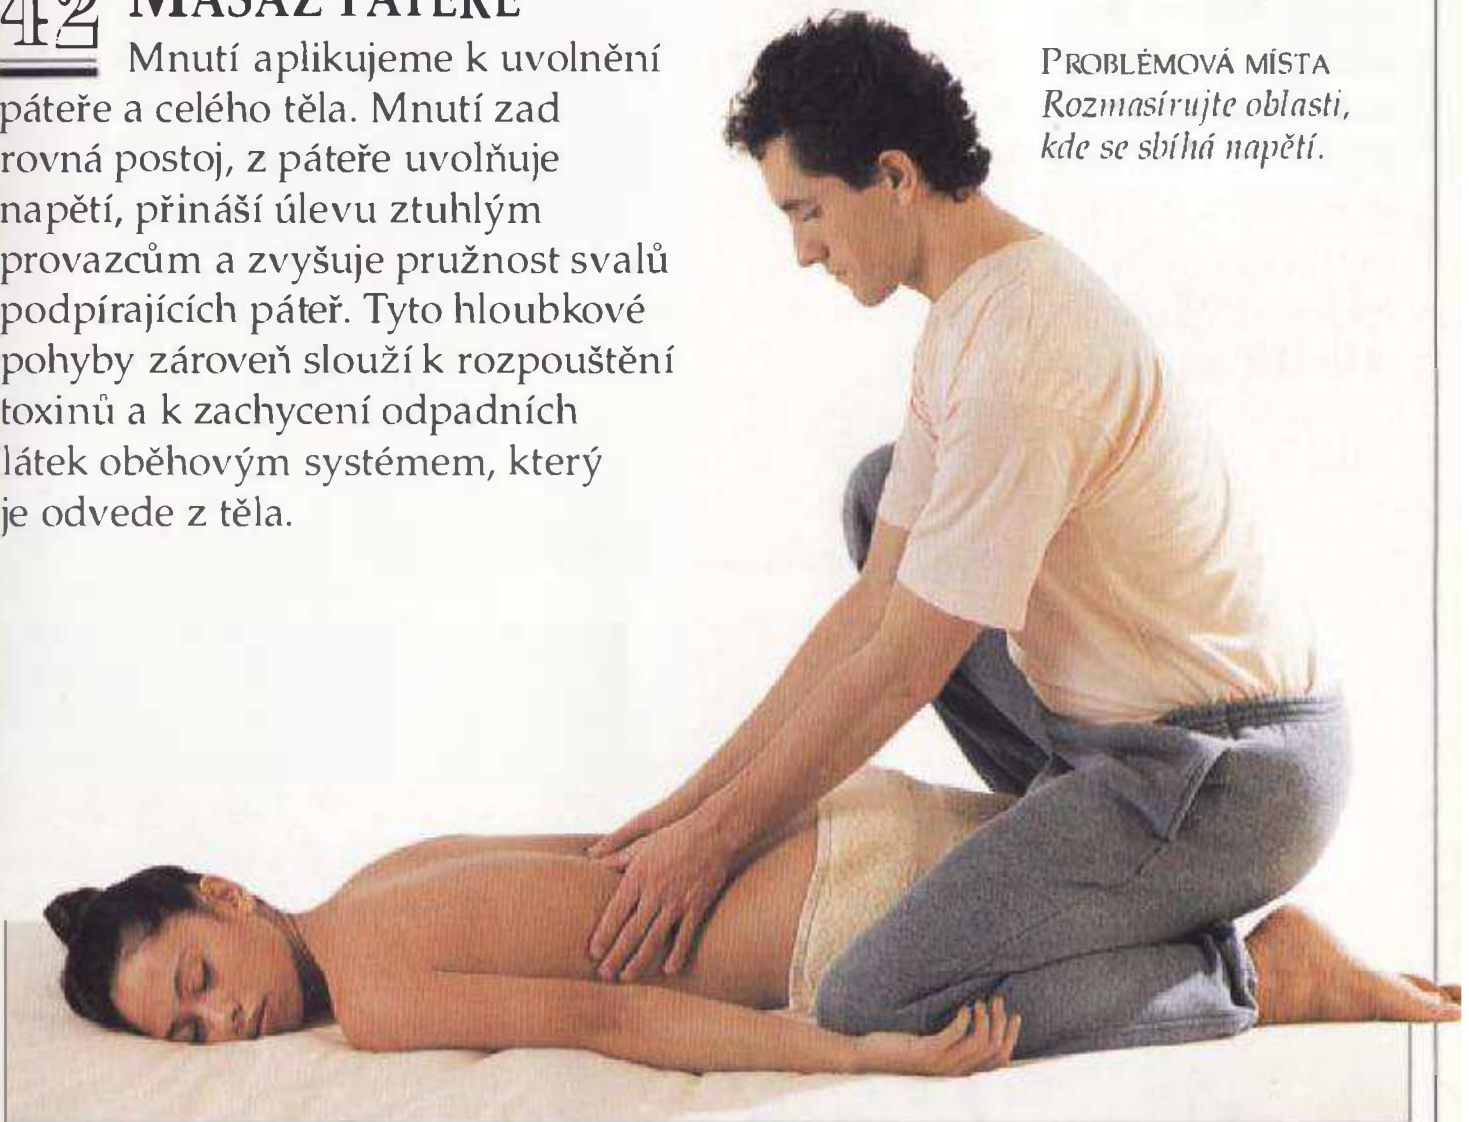 42 MASÁŽ PÁTEŘE
Mnutí aplikujeme k uvolnění
páteře a celého těla. Mnutí zad
rovná postoj, z páteře uvolňuje
napětí, přináší úlevu ztuhlým
provazcům a zvyšuje pružnost svalů
podpírajících páteř. Tyto hloubkové
pohyby zároveň slouží k rozpouštění
toxinů a k zachycení odpadních
látek oběhovým systémem, který
je odvede z těla.
PROBLÉMOVÁ MÍSTA
Rozmasírujte oblasti,
kde se sbíhá napětí.